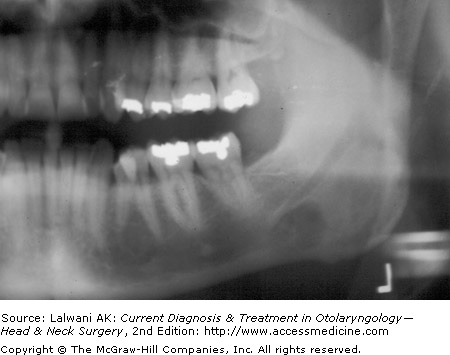 L
Source: Lalwani AK: Current Diagnosis & Treatment in Otolaryngology—
Head & Neck Surgery, 2nd Edition: http://www.accessmedicine.com
Copyright © The McGraw-Hill Companies, Inc. All rights reserved.